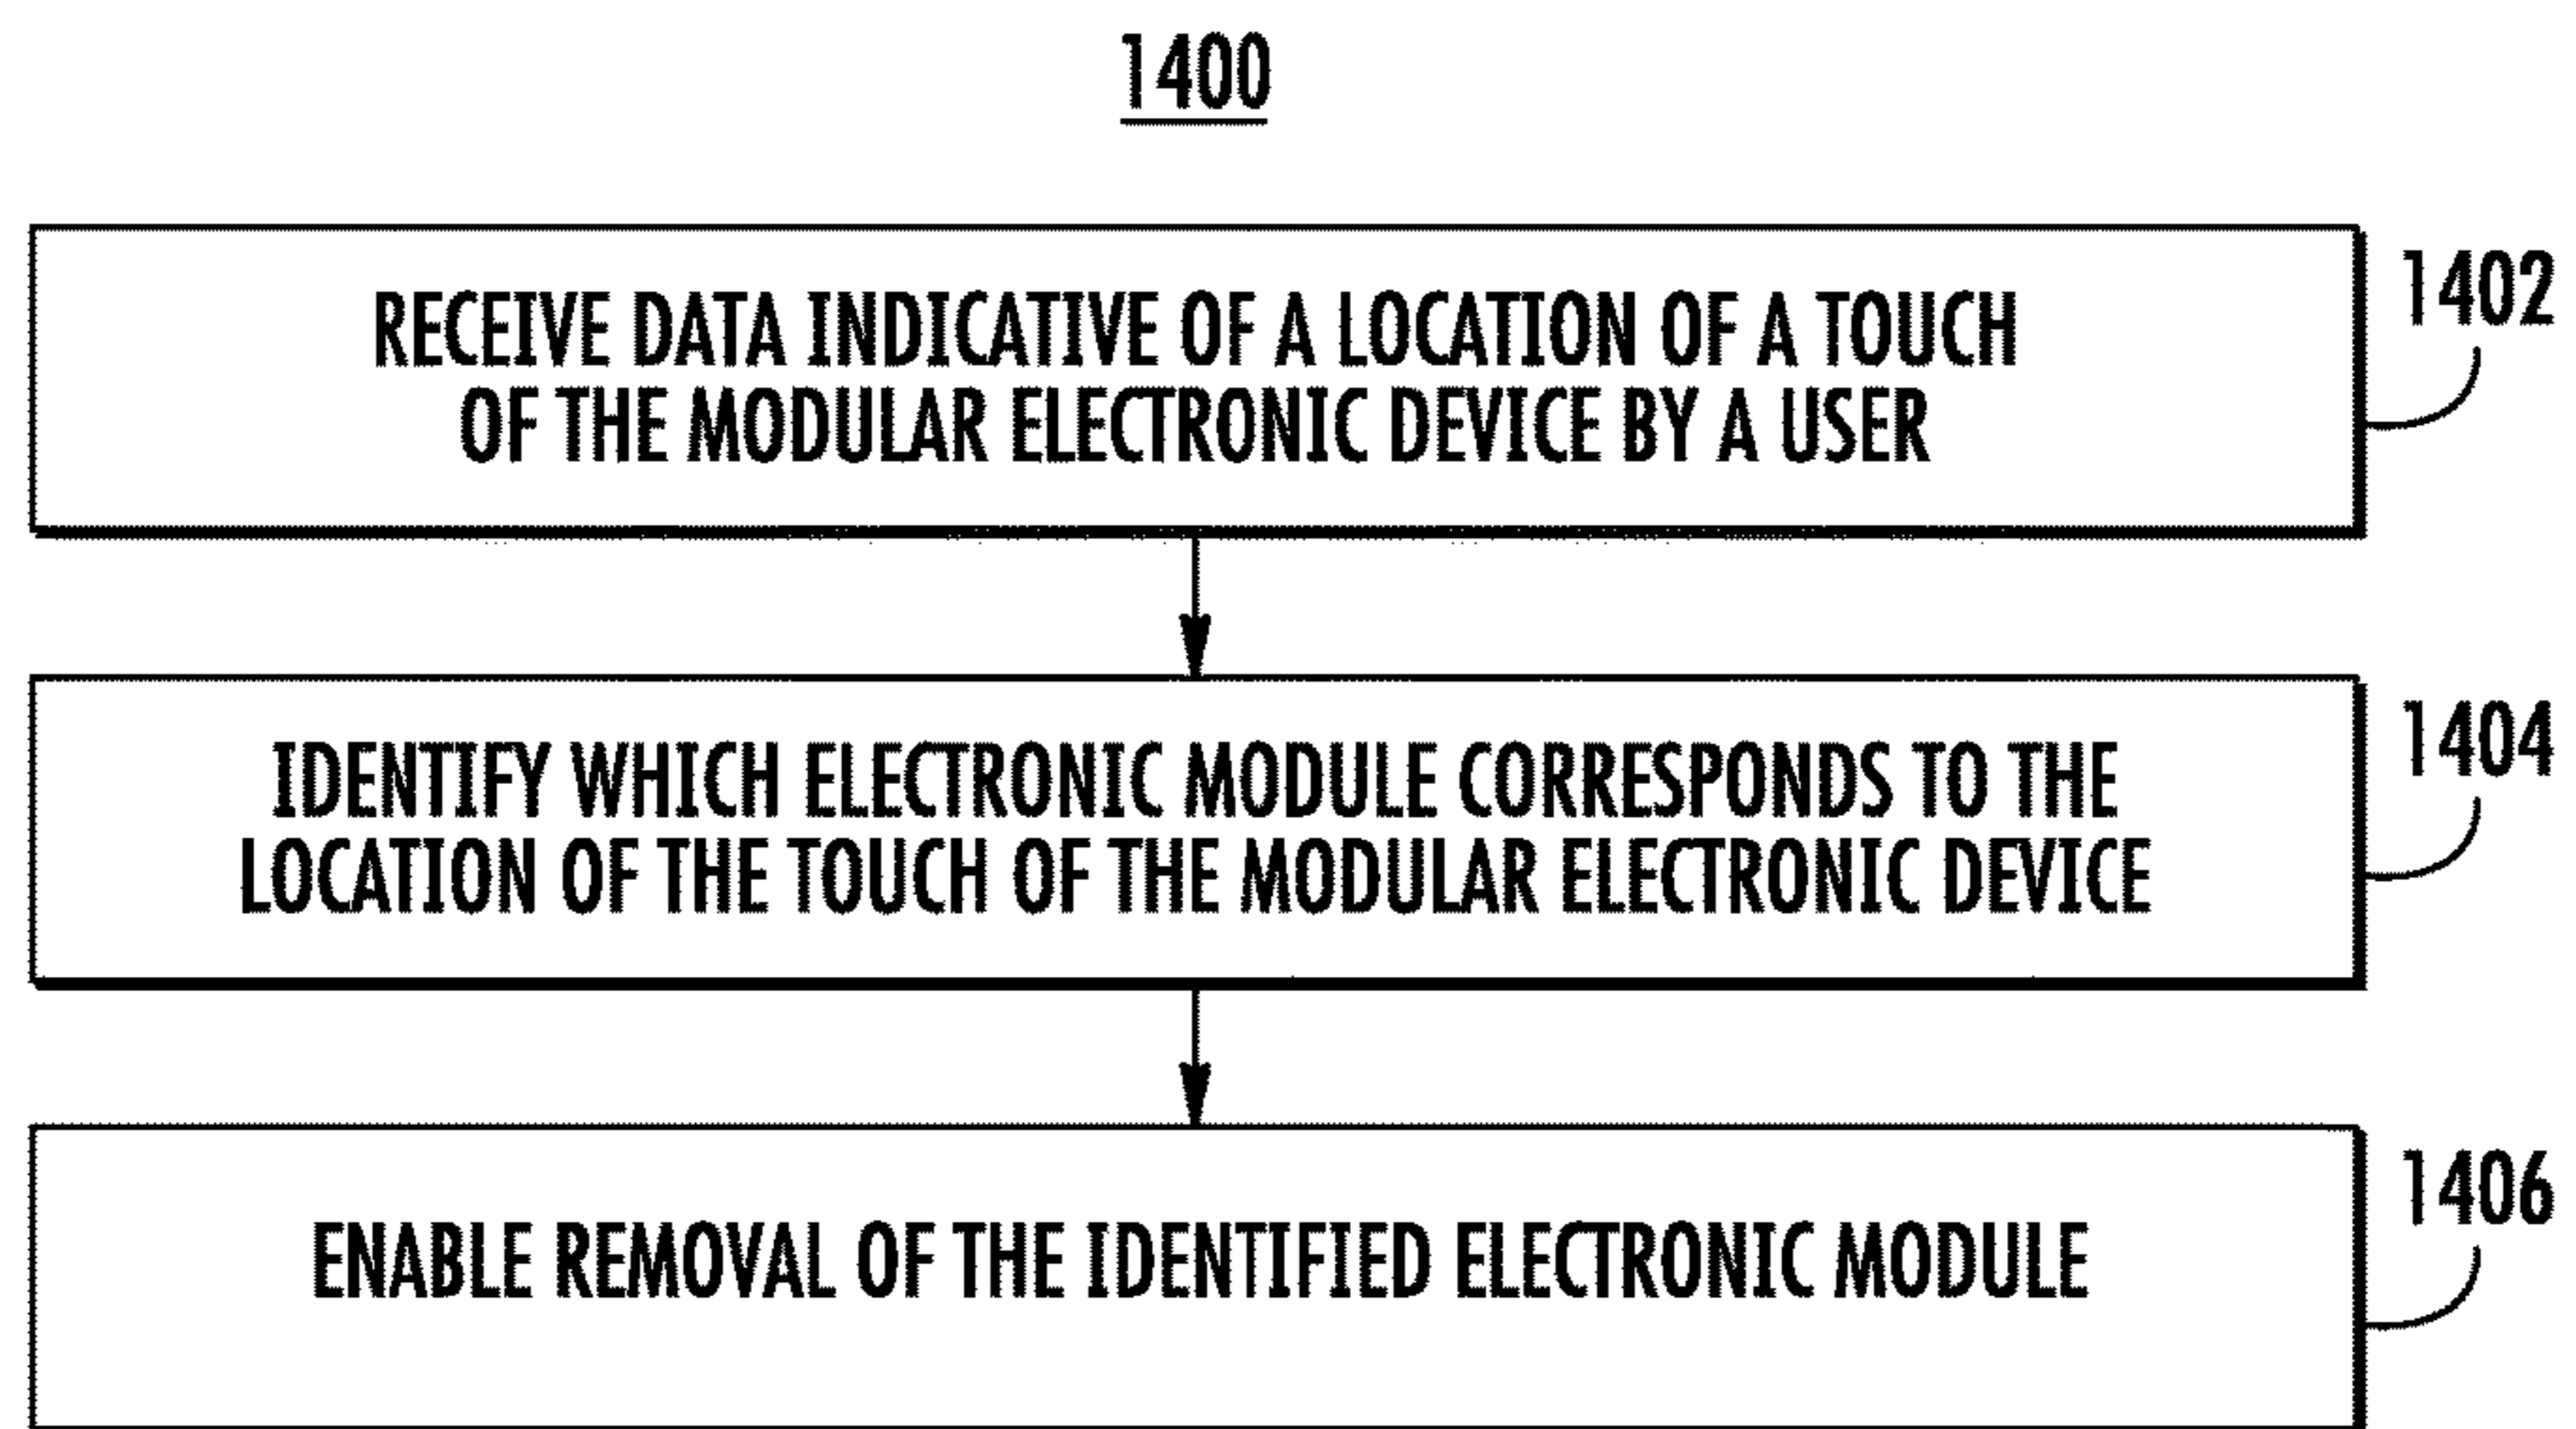 1400
RECEIVE DATA INDICATIVE OF A LOCATION OF A TOUCH
OF THE MODULAR ELECTRONIC DEVICE BY A USER
1402
IDENTIFY WHICH ELECTRONIC MODULE CORRESPONDS TO THE
LOCATION OF THE TOUCH OF THE MODULAR ELECTRONIC DEVICE
1404
ENABLE REMOVAL OF THE IDENTIFIED ELECTRONIC MODULE
1406